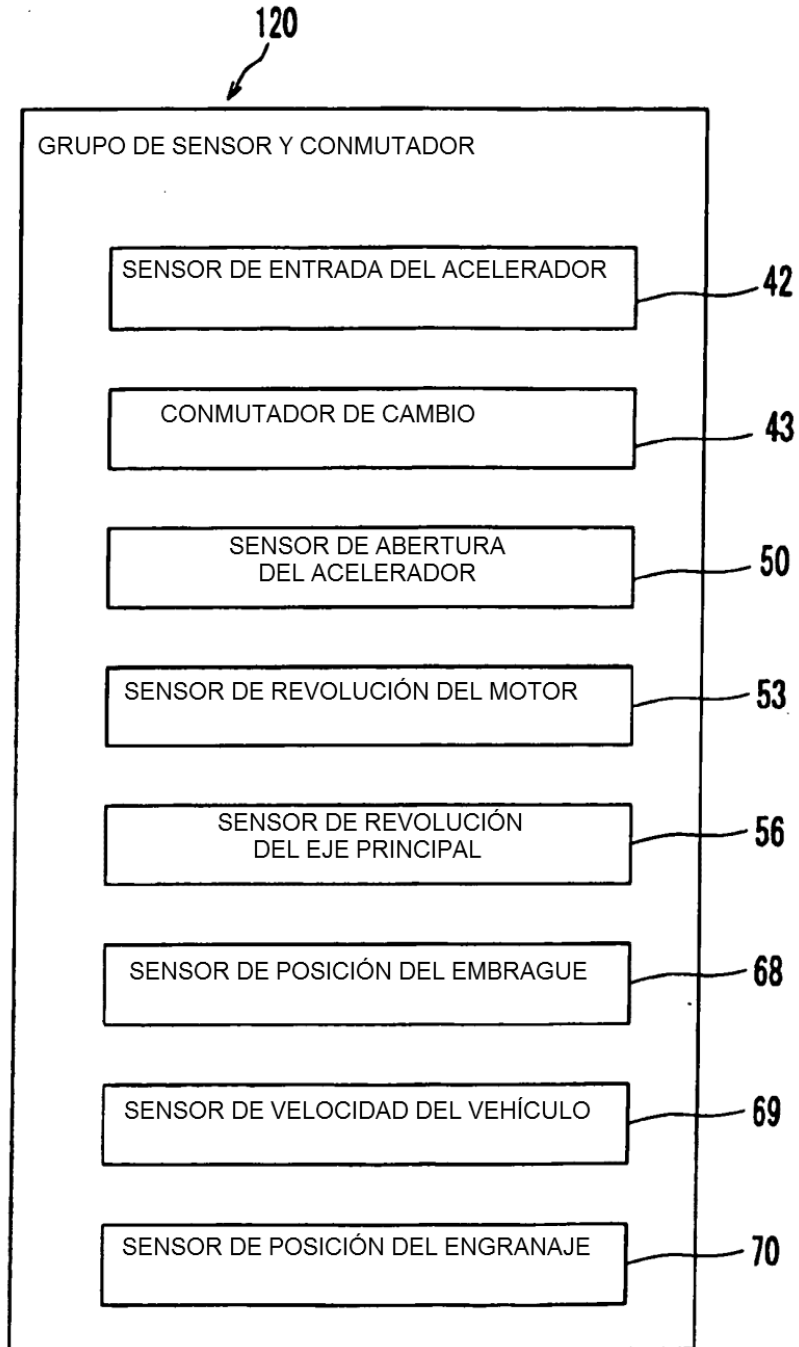 120
GRUPO DE SENSOR Y CONMUTADOR
SENSOR DE ENTRADA DEL ACELERADOR
42
CONMUTADOR DE CAMBIO
43
SENSOR DE ABERTURA
DEL ACELERADOR
50
SENSOR DE REVOLUCIÓN DEL MOTOR
53
SENSOR DE REVOLUCIÓN
DEL EJE PRINCIPAL
56
SENSOR DE POSICIÓN DEL EMBRAGUE
68
SENSOR DE VELOCIDAD DEL VEHÍCULO
69
SENSOR DE POSICIÓN DEL ENGRANAJE
70